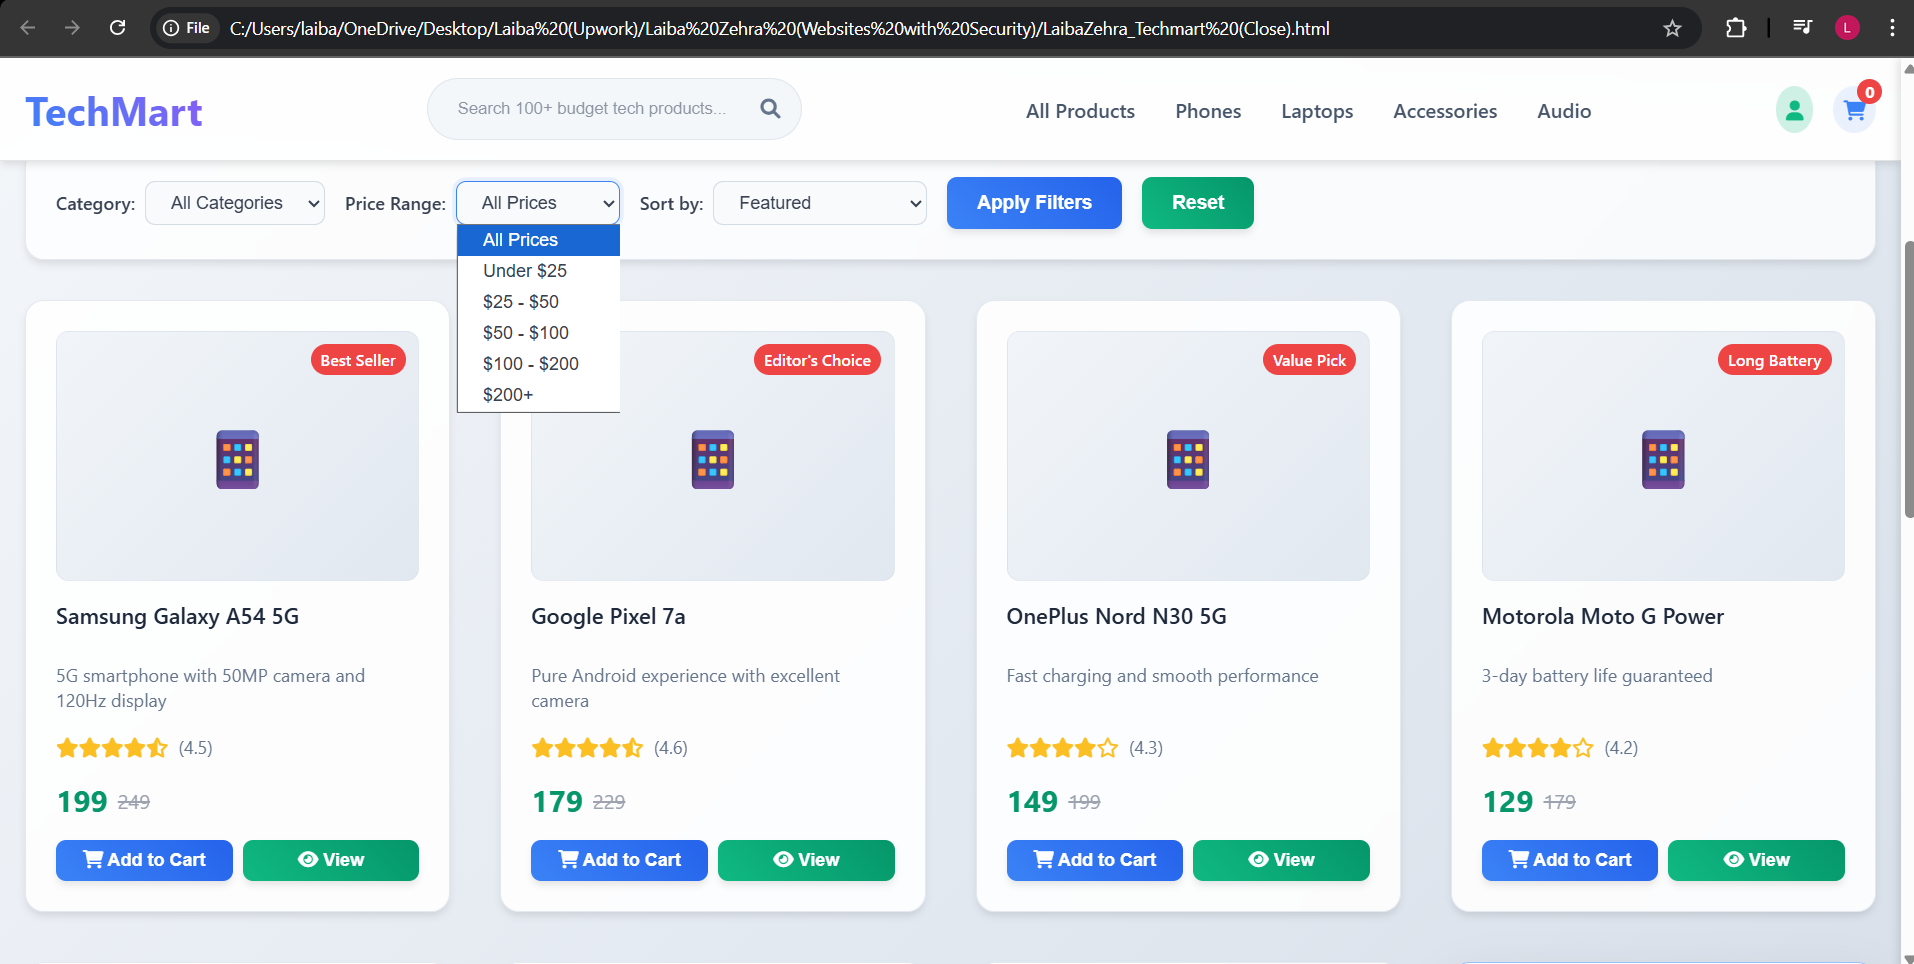 File C:/Users/laiba/OneDrive/Desktop/Laiba%20(Upwork)/Laiba%20Zehra%20(Websites%20with%20Security)/LaibaZehra_Techmart%20(Close).html L
TechMart Search 100+ budget tech products... All Products Phones Laptops Accessories Audio 0
Category: All Categories Price Range: All Prices Sort by: Featured Apply Filters Reset
All Prices
Under $25
$25 - $50
$50 - $100
$100 - $200
$200+
Best Seller
Samsung Galaxy A54 5G
5G smartphone with 50MP camera and
120Hz display
(4.5)
199 249
Add to Cart View
Editor's Choice
Google Pixel 7a
Pure Android experience with excellent
camera
(4.6)
179 229
Add to Cart View
Value Pick
OnePlus Nord N30 5G
Fast charging and smooth performance
(4.3)
149 199
Add to Cart View
Long Battery
Motorola Moto G Power
3-day battery life guaranteed
(4.2)
129 179
Add to Cart View